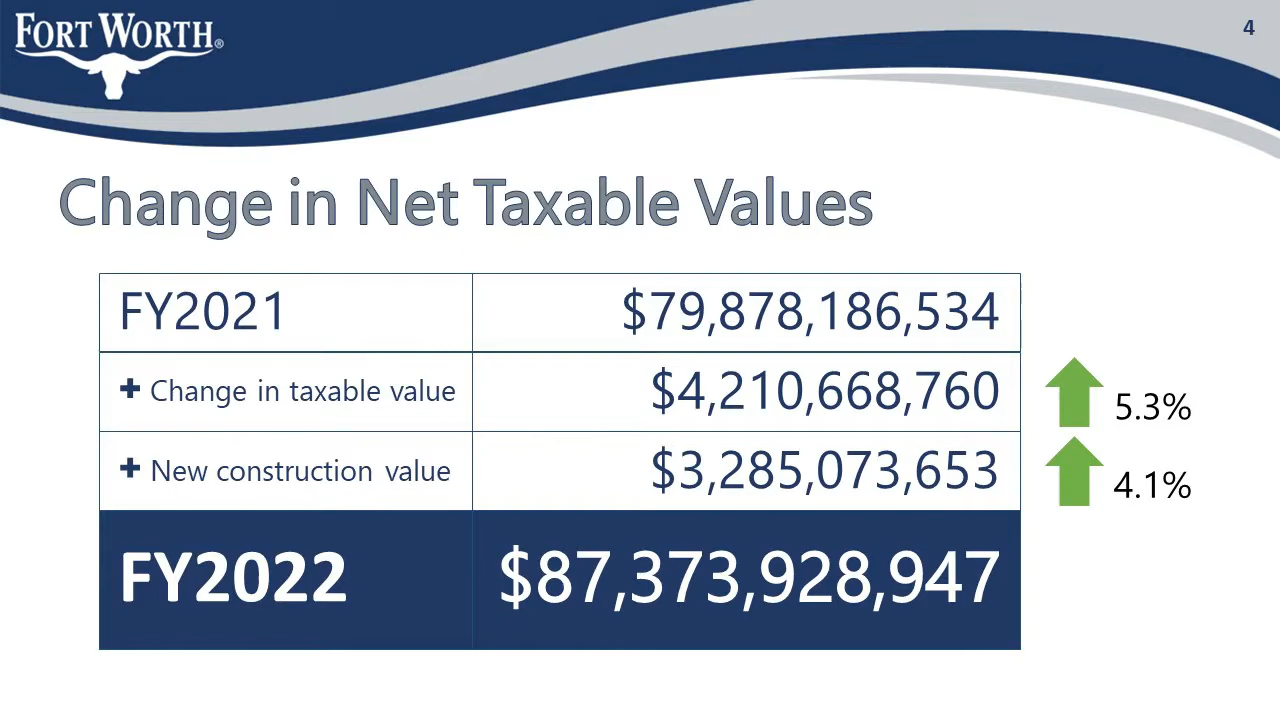 FORT WORTH®
4
Change in Net Taxable Values
FY2021 $79,878,186,534
+ Change in taxable value $4,210,668,760 5.3%
+ New construction value $3,285,073,653 4.1%
FY2022 $87,373,928,947